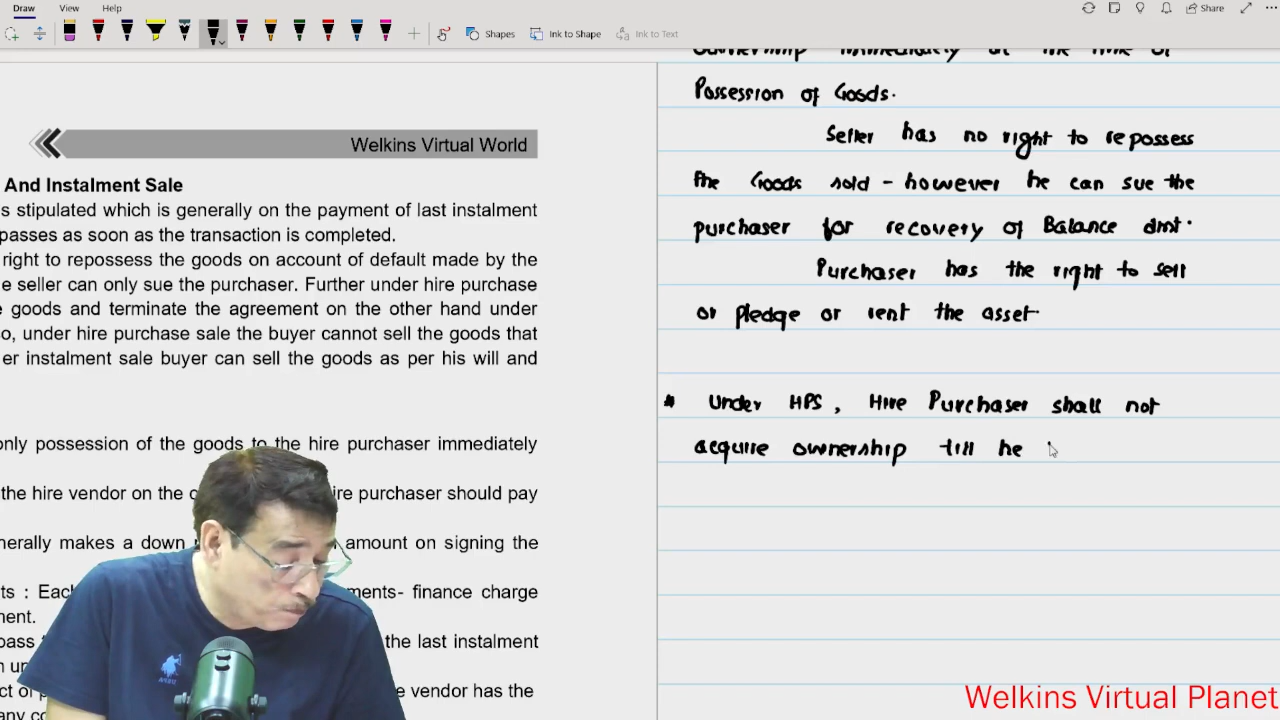 Draw View Help Share
Shapes Ink to Shape Ink to Text
Possession of Goods.
Seller has no right to repossess
the Goods sold - however he can sue the
purchaser for recovery of Balance Amt.
Purchaser has the right to sell
or pledge or rent the asset.
* Under HPS, Hire Purchaser shall not
acquire ownership till he
Welkins Virtual World
And Instalment Sale
s stipulated which is generally on the payment of last instalment
passes as soon as the transaction is completed.
right to repossess the goods on account of default made by the
e seller can only sue the purchaser. Further under hire purchase
e goods and terminate the agreement on the other hand under
so, under hire purchase sale the buyer cannot sell the goods that
er instalment sale buyer can sell the goods as per his will and
only possession of the goods to the hire purchaser immediately
the hire vendor on the ire purchaser should pay
nerally makes a down amount on signing the
ts : Each ments- finance charge
ment.
pass the last instalment
n
ct of e vendor has the
any
Welkins Virtual Planet